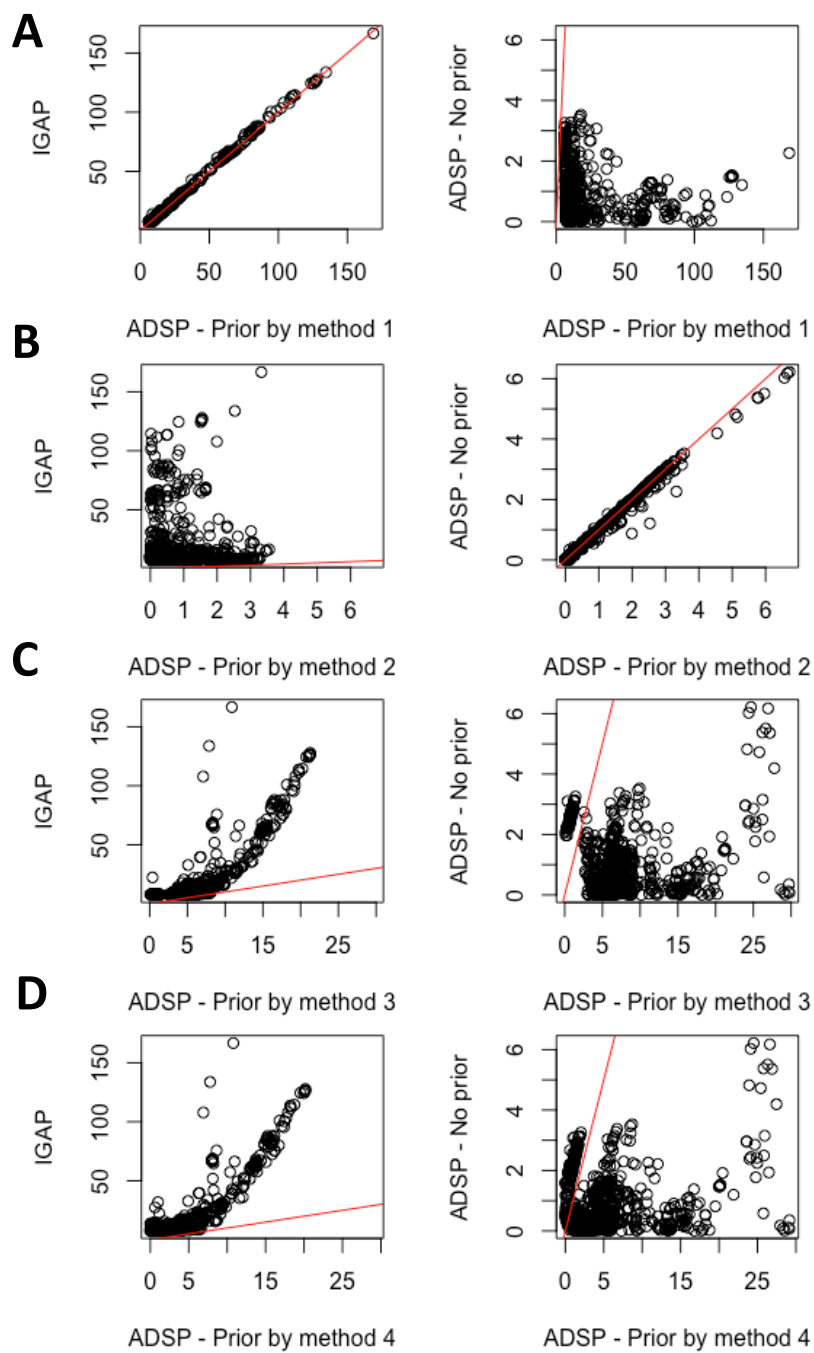 A
IGAP
50 100 150
0 50 100 150
ADSP - Prior by method 1
ADSP - No prior
0 2 4 6
0 50 100 150
ADSP - Prior by method 1
B
IGAP
50 100 150
0 1 2 3 4 5 6
ADSP - Prior by method 2
ADSP - No prior
0 2 4 6
0 1 2 3 4 5 6
ADSP - Prior by method 2
C
IGAP
50 100 150
0 5 15 25
ADSP - Prior by method 3
ADSP - No prior
0 2 4 6
0 5 15 25
ADSP - Prior by method 3
D
IGAP
50 100 150
0 5 15 25
ADSP - Prior by method 4
ADSP - No prior
0 2 4 6
0 5 15 25
ADSP - Prior by method 4